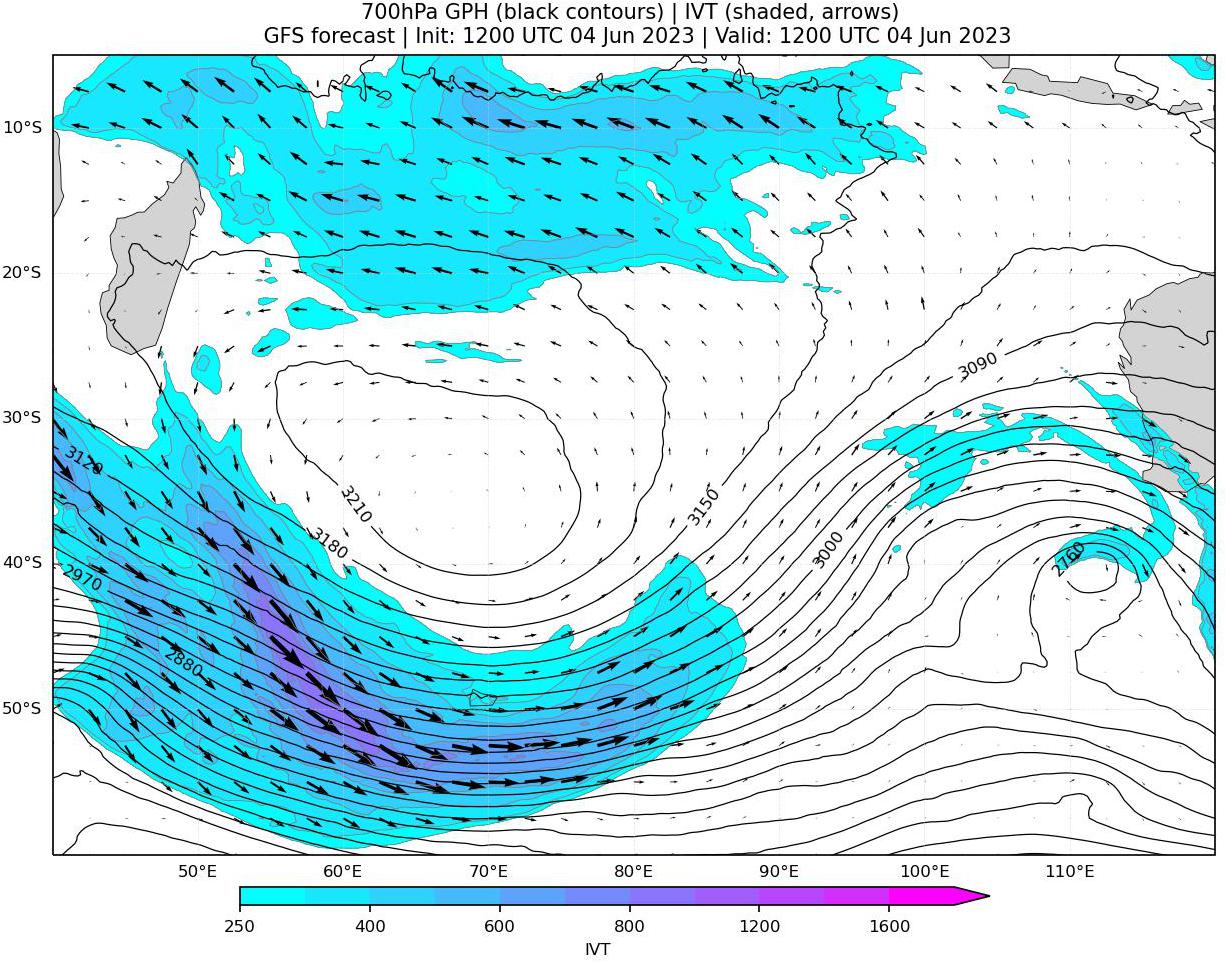 700hPa GPH (black contours) | IVT (shaded, arrows)
GFS forecast | Init: 1200 UTC 04 Jun 2023 | Valid: 1200 UTC 04 Jun 2023
10°S
20°S
3090
30°S
3120
3210
3150
3180
3000
2760
40°S
2970
2880
50°S
50°E 60°E 70°E 80°E 90°E 100°E 110°E
250 400 600 800 1200 1600
IVT